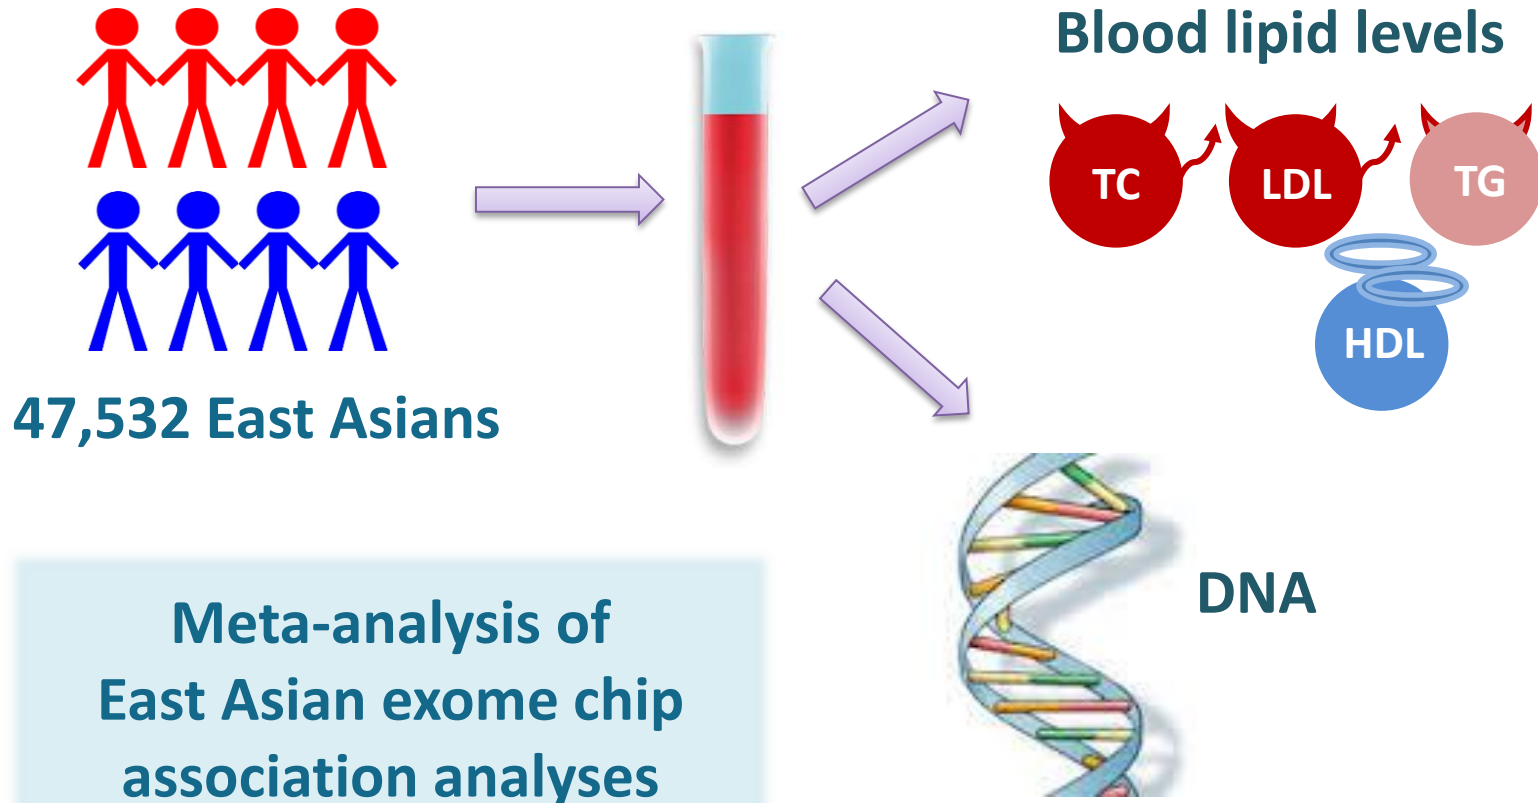 Blood lipid levels
TC
LDL
TG
HDL
47,532 East Asians
DNA
Meta-analysis of
East Asian exome chip
association analyses